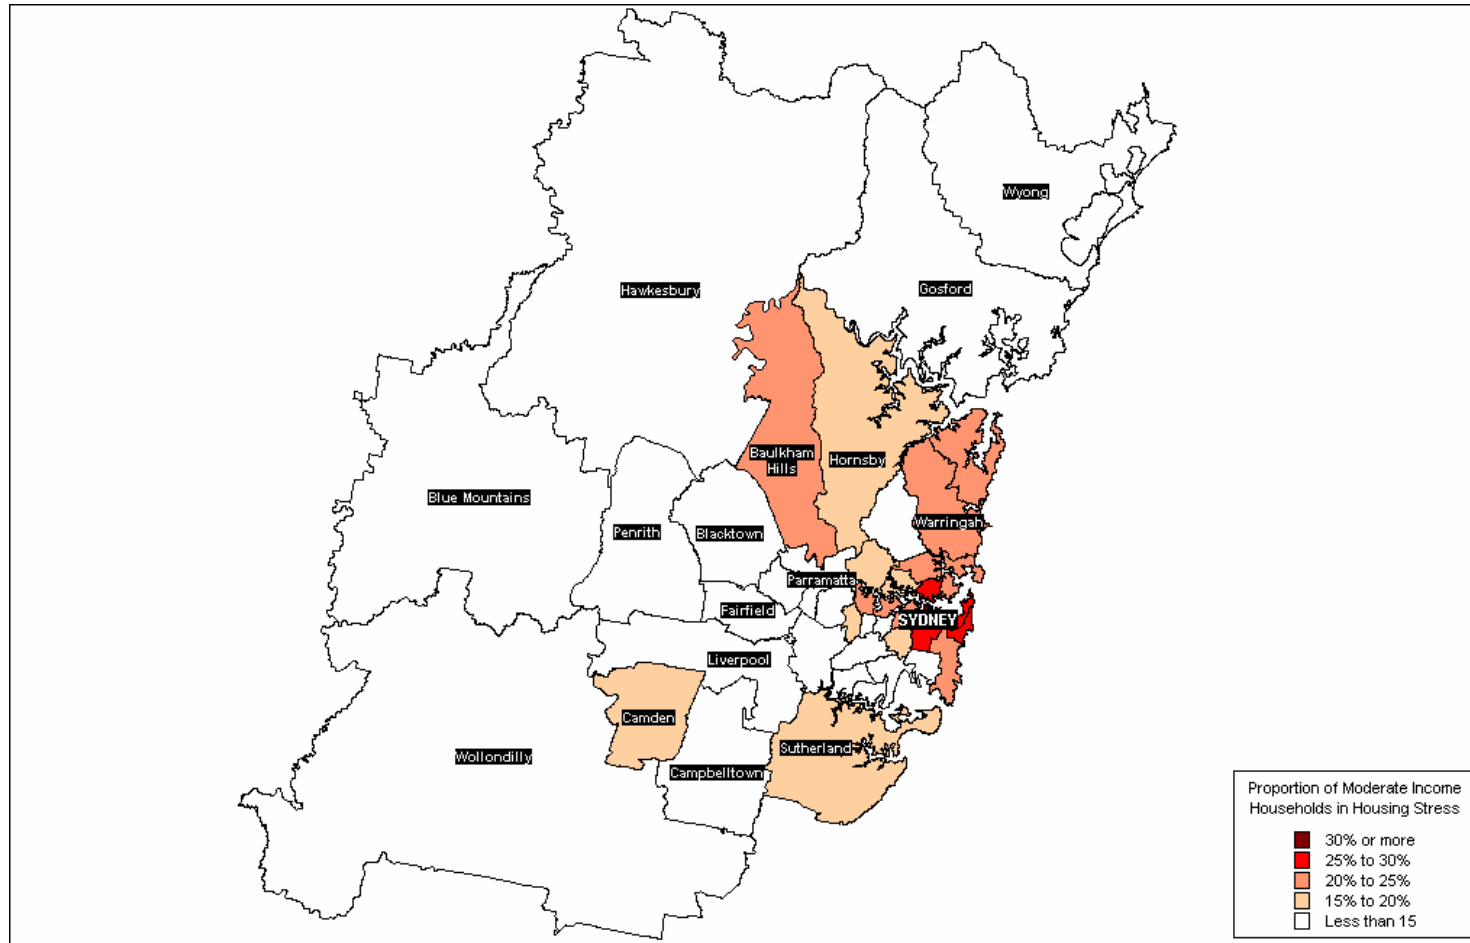 Wyong
Gosford
Hawkesbury
Baulkham
Hills
Hornsby
Blue Mountains
Warringah
Penrith
Blacktown
Parramatta
Fairfield
SYDNEY
Liverpool
Camden
Sutherland
Wollondilly
Campbelltown
Proportion of Moderate Income
Households in Housing Stress
30% or more
25% to 30%
20% to 25%
15% to 20%
Less than 15